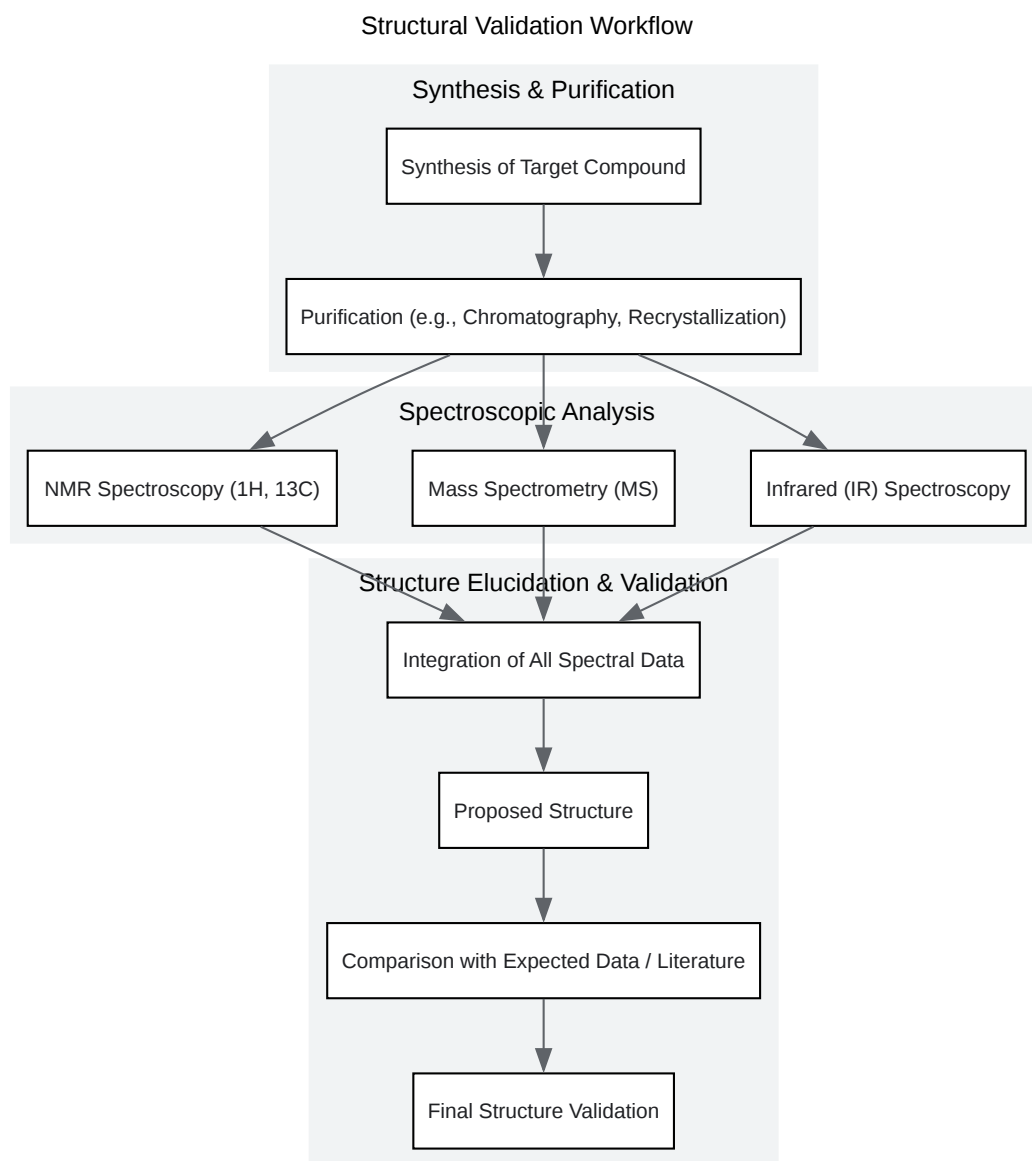 Structural Validation Workflow
Synthesis & Purification
Synthesis of Target Compound
Purification (e.g., Chromatography, Recrystallization)
Spectroscopic Analysis
NMR Spectroscopy (1H, 13C)
Mass Spectrometry (MS)
Infrared (IR) Spectroscopy
Structure Elucidation & Validation
Integration of All Spectral Data
Proposed Structure
Comparison with Expected Data / Literature
Final Structure Validation